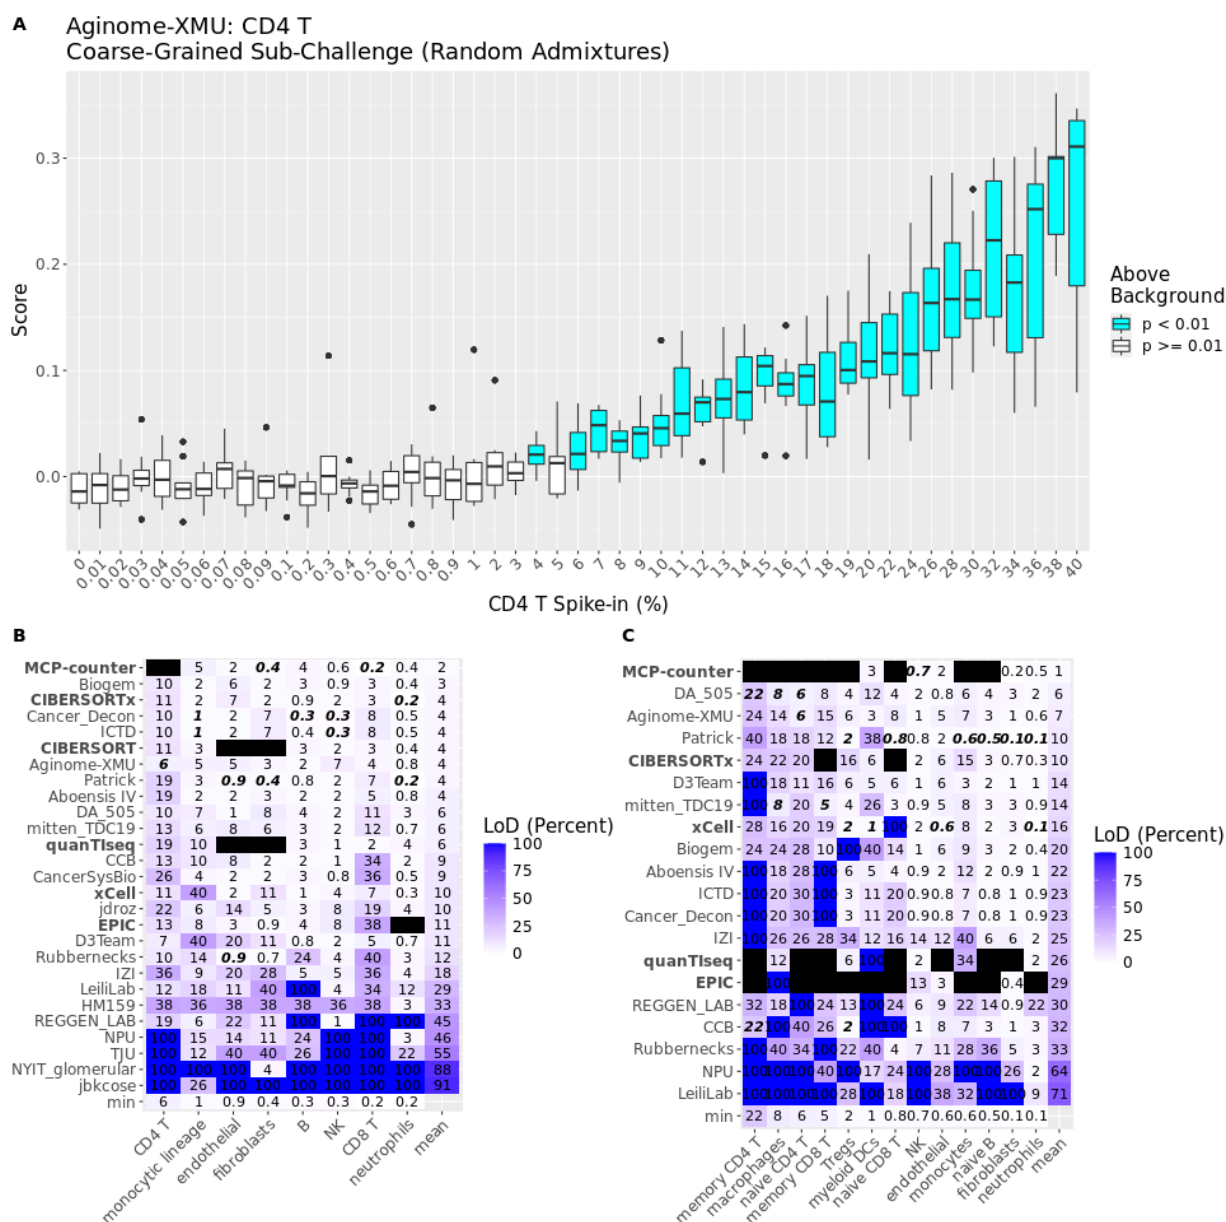 A
Aginome-XMU: CD4 T
Coarse-Grained Sub-Challenge (Random Admixtures)
Score
0.3
0.2
0.1
0.0
0 0.01 0.02 0.03 0.04 0.05 0.06 0.07 0.08 0.09 0.1 0.2 0.3 0.4 0.5 0.6 0.7 0.8 0.9 1 2 3 4 5 6 7 8 9 10 11 12 13 14 15 16 17 18 19 20 22 24 26 28 30 32 34 36 38 40
CD4 T Spike-in (%)
Above
Background
p < 0.01
p >= 0.01
B
MCP-counter 5 2 0.4 4 0.6 0.2 0.4 2
Biogem 10 2 6 2 3 0.9 3 0.4 3
CIBERSORTx 11 2 7 2 0.9 2 3 0.2 4
Cancer_Decon 10 1 2 7 0.3 0.3 8 0.5 4
ICTD 10 1 2 7 0.4 0.3 8 0.5 4
CIBERSORT 11 3 3 2 3 0.4 4
Aginome-XMU 6 5 5 3 2 7 4 0.8 4
Patrick 19 3 0.9 0.4 0.8 2 7 0.2 4
Aboensis IV 19 2 2 3 2 2 5 0.8 4
DA_505 10 7 1 8 4 2 11 3 6
mitten_TDC19 13 6 8 6 3 2 12 0.7 6
quanTIseq 19 10 3 1 2 4 6
CCB 13 10 8 2 2 1 34 2 9
CancerSysBio 26 4 2 2 3 0.8 36 0.5 9
xCell 11 40 2 11 1 4 7 0.3 10
jdroz 22 6 14 5 3 8 19 4 10
EPIC 13 8 3 0.9 4 8 38 11
D3Team 7 40 20 11 0.8 2 5 0.7 11
Rubbernecks 10 10 0.9 0.7 24 4 40 3 12
IZI 36 9 20 28 5 5 36 4 18
LeiliLab 12 18 11 40 100 4 34 12 29
HM159 38 36 38 38 38 36 38 3 33
REGGEN_LAB 19 6 22 11 100 1 100 100 45
NPU 100 15 14 11 24 100 100 3 46
TJU 100 12 40 40 26 100 100 22 55
NYIT_glomerular 100 100 100 4 100 100 100 100 88
jbkcose 100 26 100 100 100 100 100 100 91
min 6 1 0.9 0.4 0.3 0.3 0.2 0.2
CD4 T monocytic lineage endothelial fibroblasts B NK CD8 T neutrophils mean
LoD (Percent)
100
75
50
25
0
C
MCP-counter 3 0.7 2 0.2 0.5 1
DA_505 22 8 6 8 4 12 4 2 0.8 6 4 3 2 6
Aginome-XMU 24 14 6 15 6 3 8 1 5 7 3 1 0.6 7
Patrick 40 18 18 12 2 38 0.8 0.8 2 0.6 0.5 0.1 0.1 10
CIBERSORTx 24 22 20 16 6 2 6 15 3 0.7 0.3 10
D3Team 100 18 11 16 6 5 6 1 6 3 2 1 1 14
mitten_TDC19 100 8 20 5 4 26 3 0.9 5 8 3 3 0.9 14
xCell 28 16 20 19 2 1 100 2 0.6 8 2 3 0.1 16
Biogem 24 24 28 10 100 40 14 1 6 9 3 2 0.4 20
Aboensis IV 100 18 28 100 6 5 4 0.9 2 12 2 2 0.9 22
ICTD 100 20 30 100 3 11 20 0.9 0.8 7 0.8 1 0.9 23
Cancer_Decon 100 20 30 100 3 11 20 0.9 0.8 7 0.8 1 0.9 23
IZI 100 26 26 28 34 12 16 14 12 40 6 6 2 25
quanTIseq 12 6 100 2 34 2 26
EPIC 100 13 3 0.4 29
REGGEN_LAB 32 18 100 24 13 100 24 6 9 22 14 0.9 22 30
CCB 22 100 40 26 2 100 100 1 8 7 3 1 3 32
Rubbernecks 100 40 34 100 22 40 4 7 11 28 36 5 3 33
NPU 100 100 100 40 100 17 24 100 28 100 100 26 2 64
LeiliLab 100 100 100 100 28 100 18 100 38 32 100 100 9 71
min 22 8 6 5 2 1 0.8 0.7 0.6 0.6 0.5 0.1 0.1
memory CD4 T macrophages naive CD4 T memory CD8 T Tregs myeloid DCs naive CD8 T NK endothelial monocytes naive B fibroblasts neutrophils mean
LoD (Percent)
100
75
50
25
0